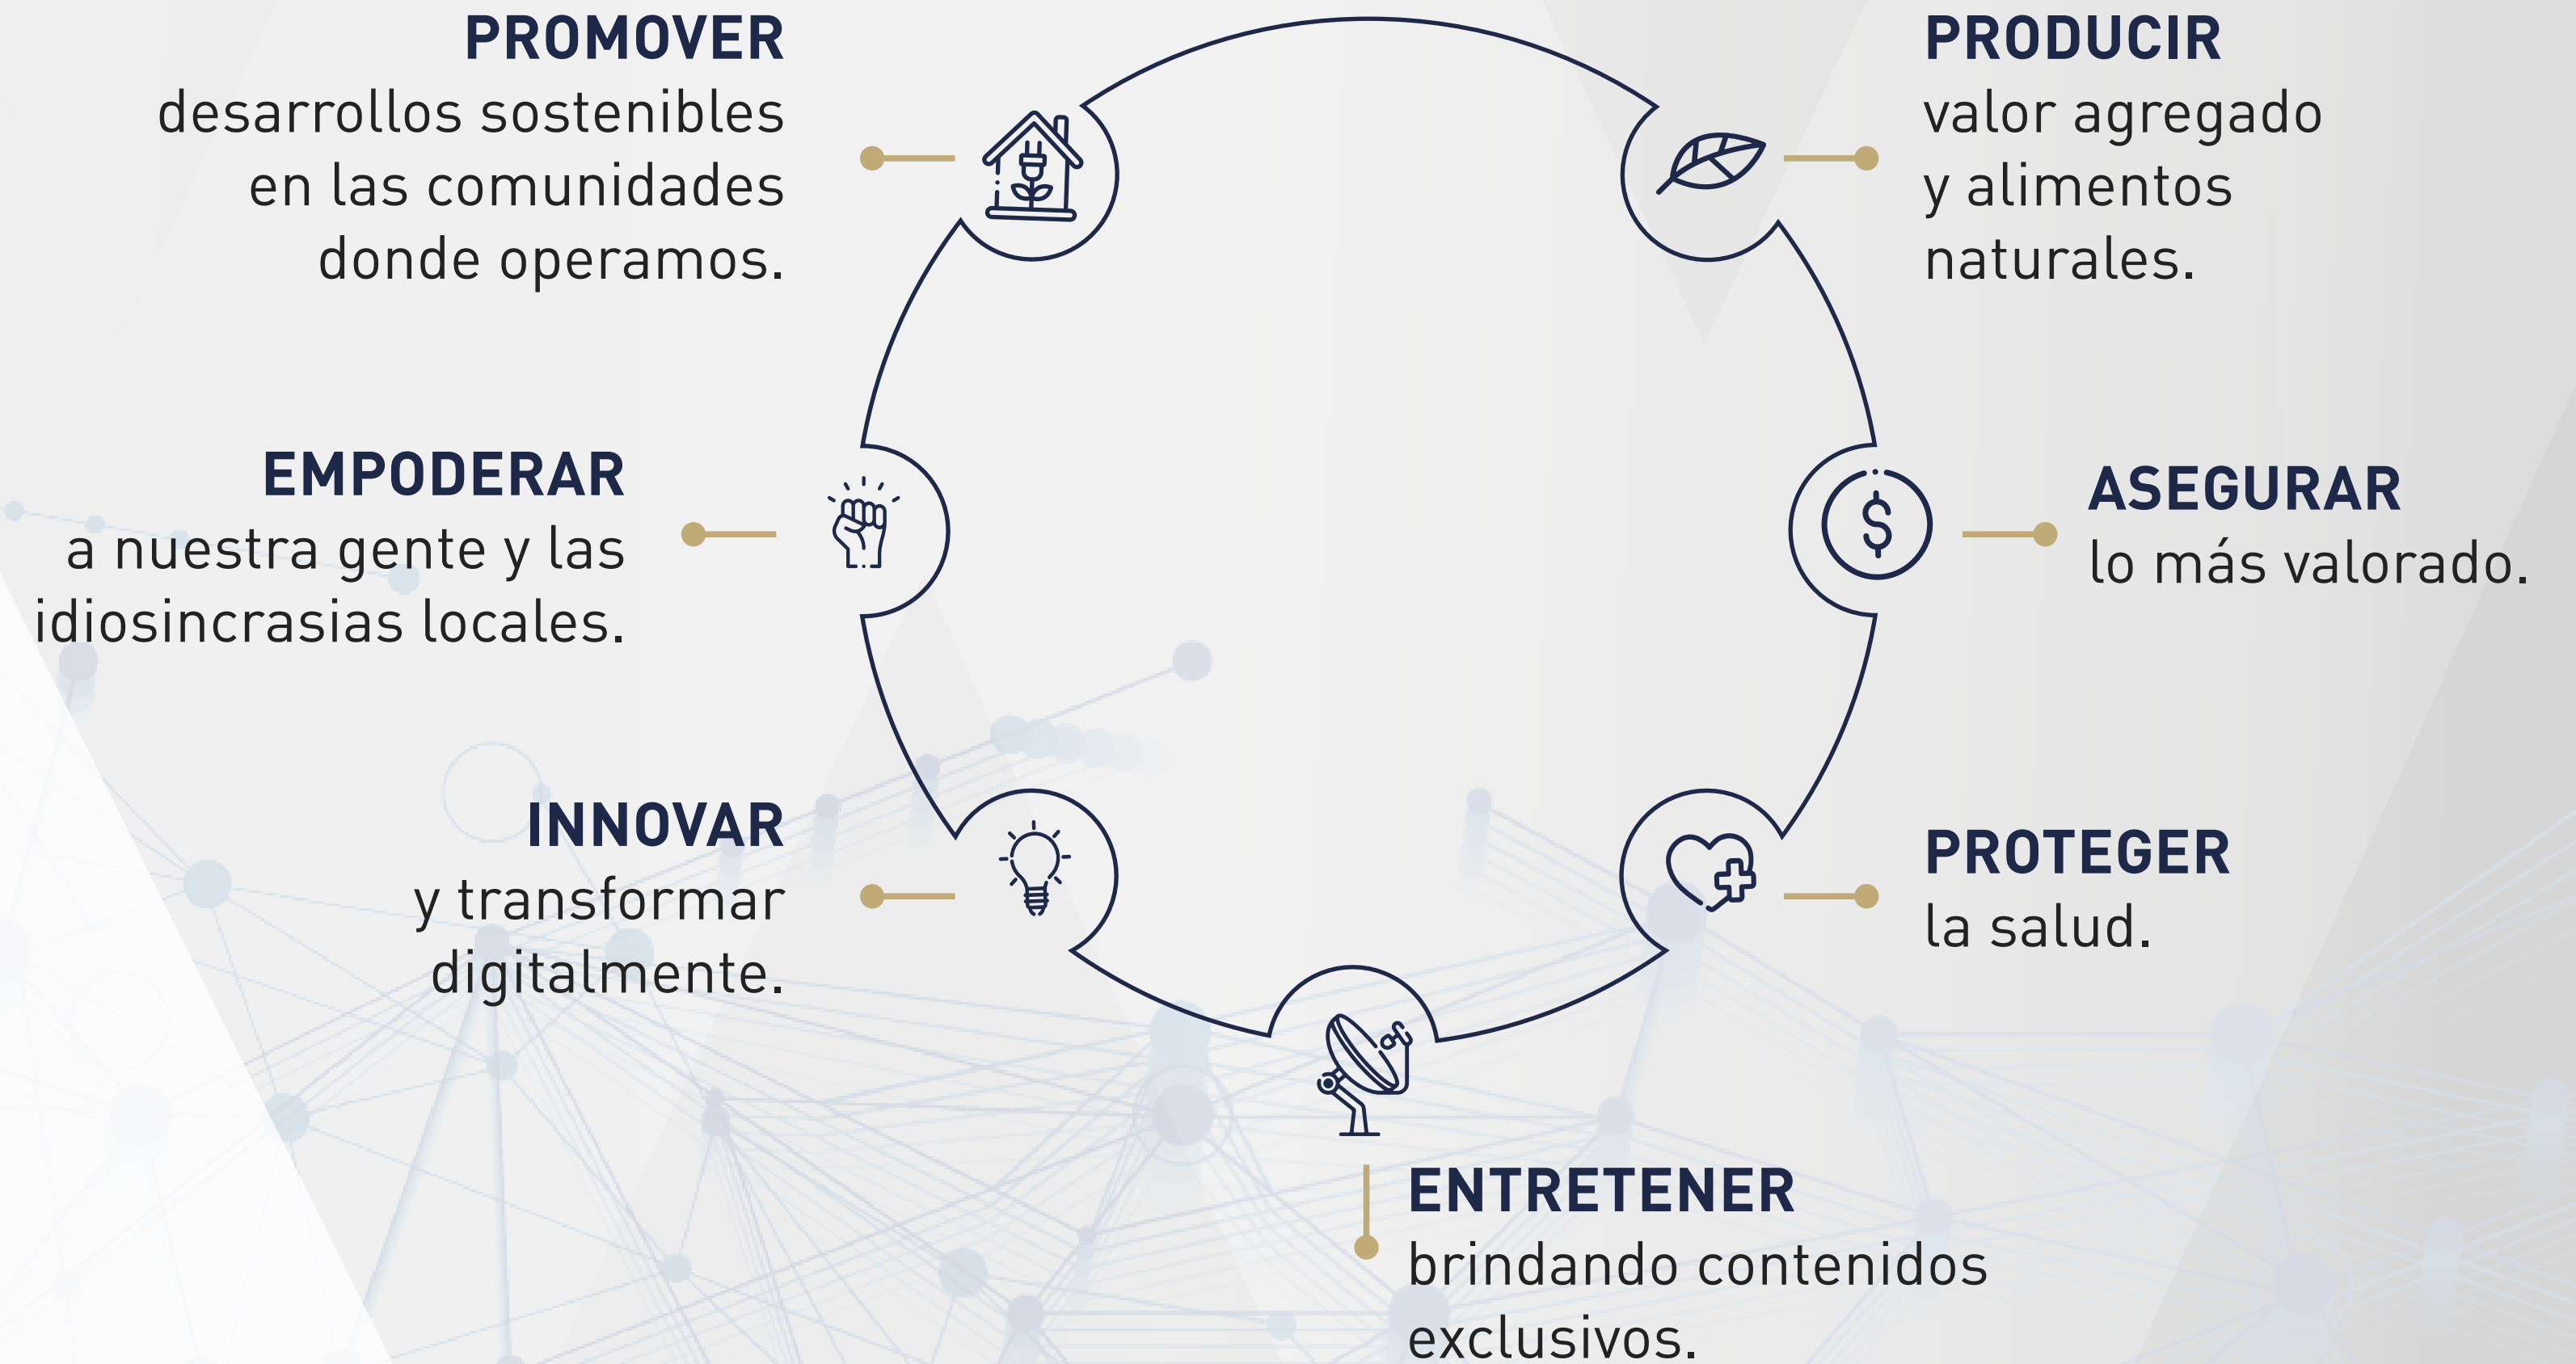 PROMOVER
desarrollos sostenibles
en las comunidades
donde operamos.
PRODUCIR
valor agregado
y alimentos
naturales.
EMPODERAR
a nuestra gente y las
idiosincrasias locales.
ASEGURAR
lo más valorado.
INNOVAR
y transformar
digitalmente.
PROTEGER
la salud.
ENTRETENER
brindando contenidos
exclusivos.